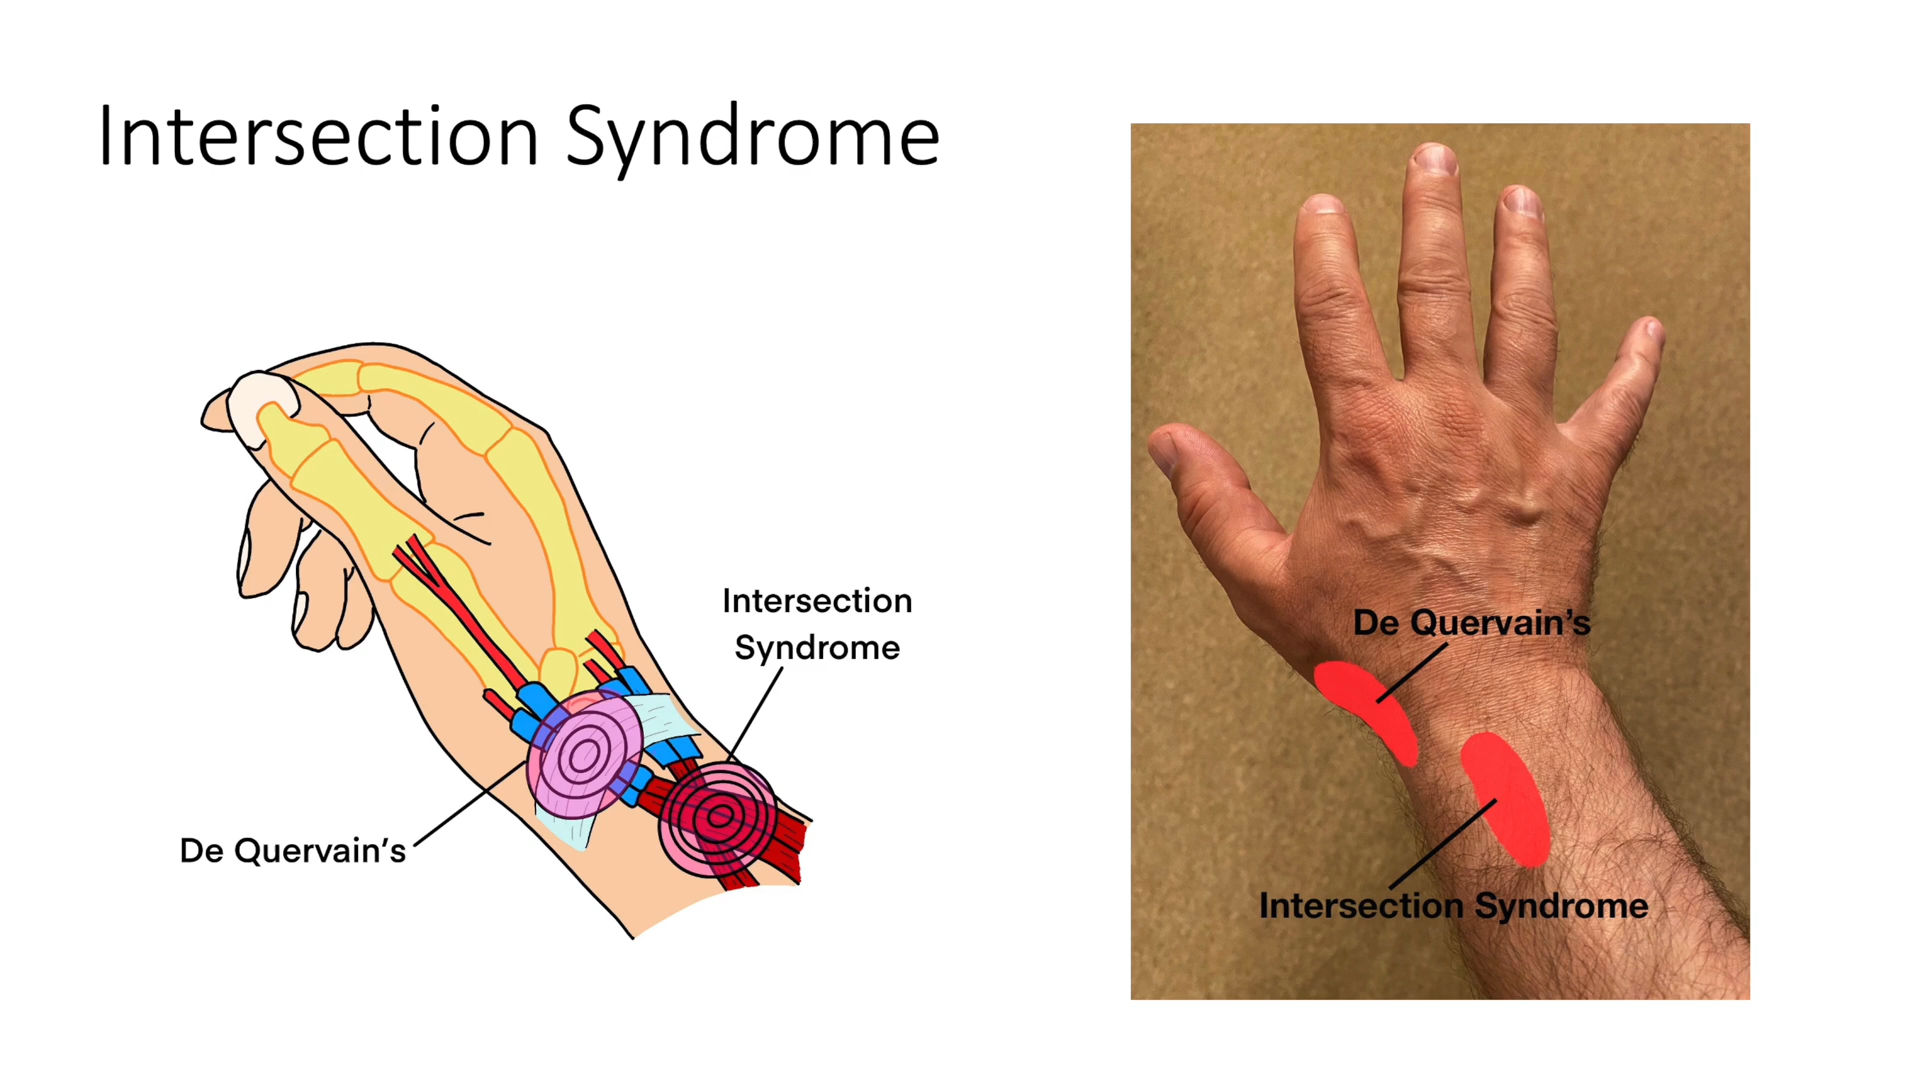 Intersection Syndrome
Intersection
Syndrome
De Quervain’s
De Quervain’s
Intersection Syndrome